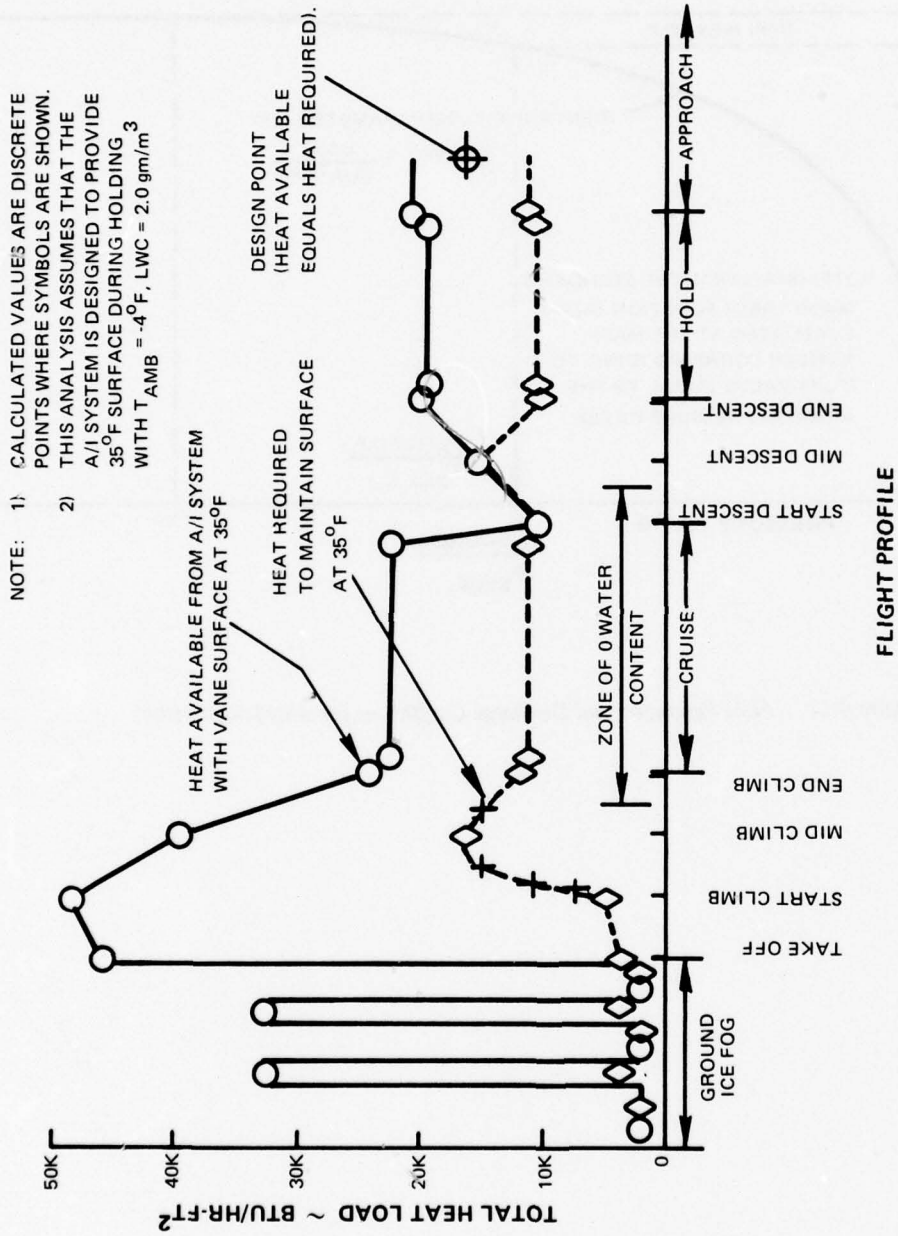 NOTE: 1) CALCULATED VALUES ARE DISCRETE
POINTS WHERE SYMBOLS ARE SHOWN.
2) THIS ANALYSIS ASSUMES THAT THE
A/I SYSTEM IS DESIGNED TO PROVIDE
35°F SURFACE DURING HOLDING
WITH T AMB = -4°F, LWC = 2.0 gm/m3
HEAT AVAILABLE FROM A/I SYSTEM
WITH VANE SURFACE AT 35°F
HEAT REQUIRED
TO MAINTAIN SURFACE
AT 35°F
DESIGN POINT
(HEAT AVAILABLE
EQUALS HEAT REQUIRED).
TOTAL HEAT LOAD ~ BTU/HR-FT2
50K
40K
30K
20K
10K
0
GROUND
ICE FOG
ZONE OF 0 WATER
CONTENT
CRUISE
HOLD
APPROACH
TAKE OFF
START CLIMB
MID CLIMB
END CLIMB
START DESCENT
MID DESCENT
END DESCENT
FLIGHT PROFILE